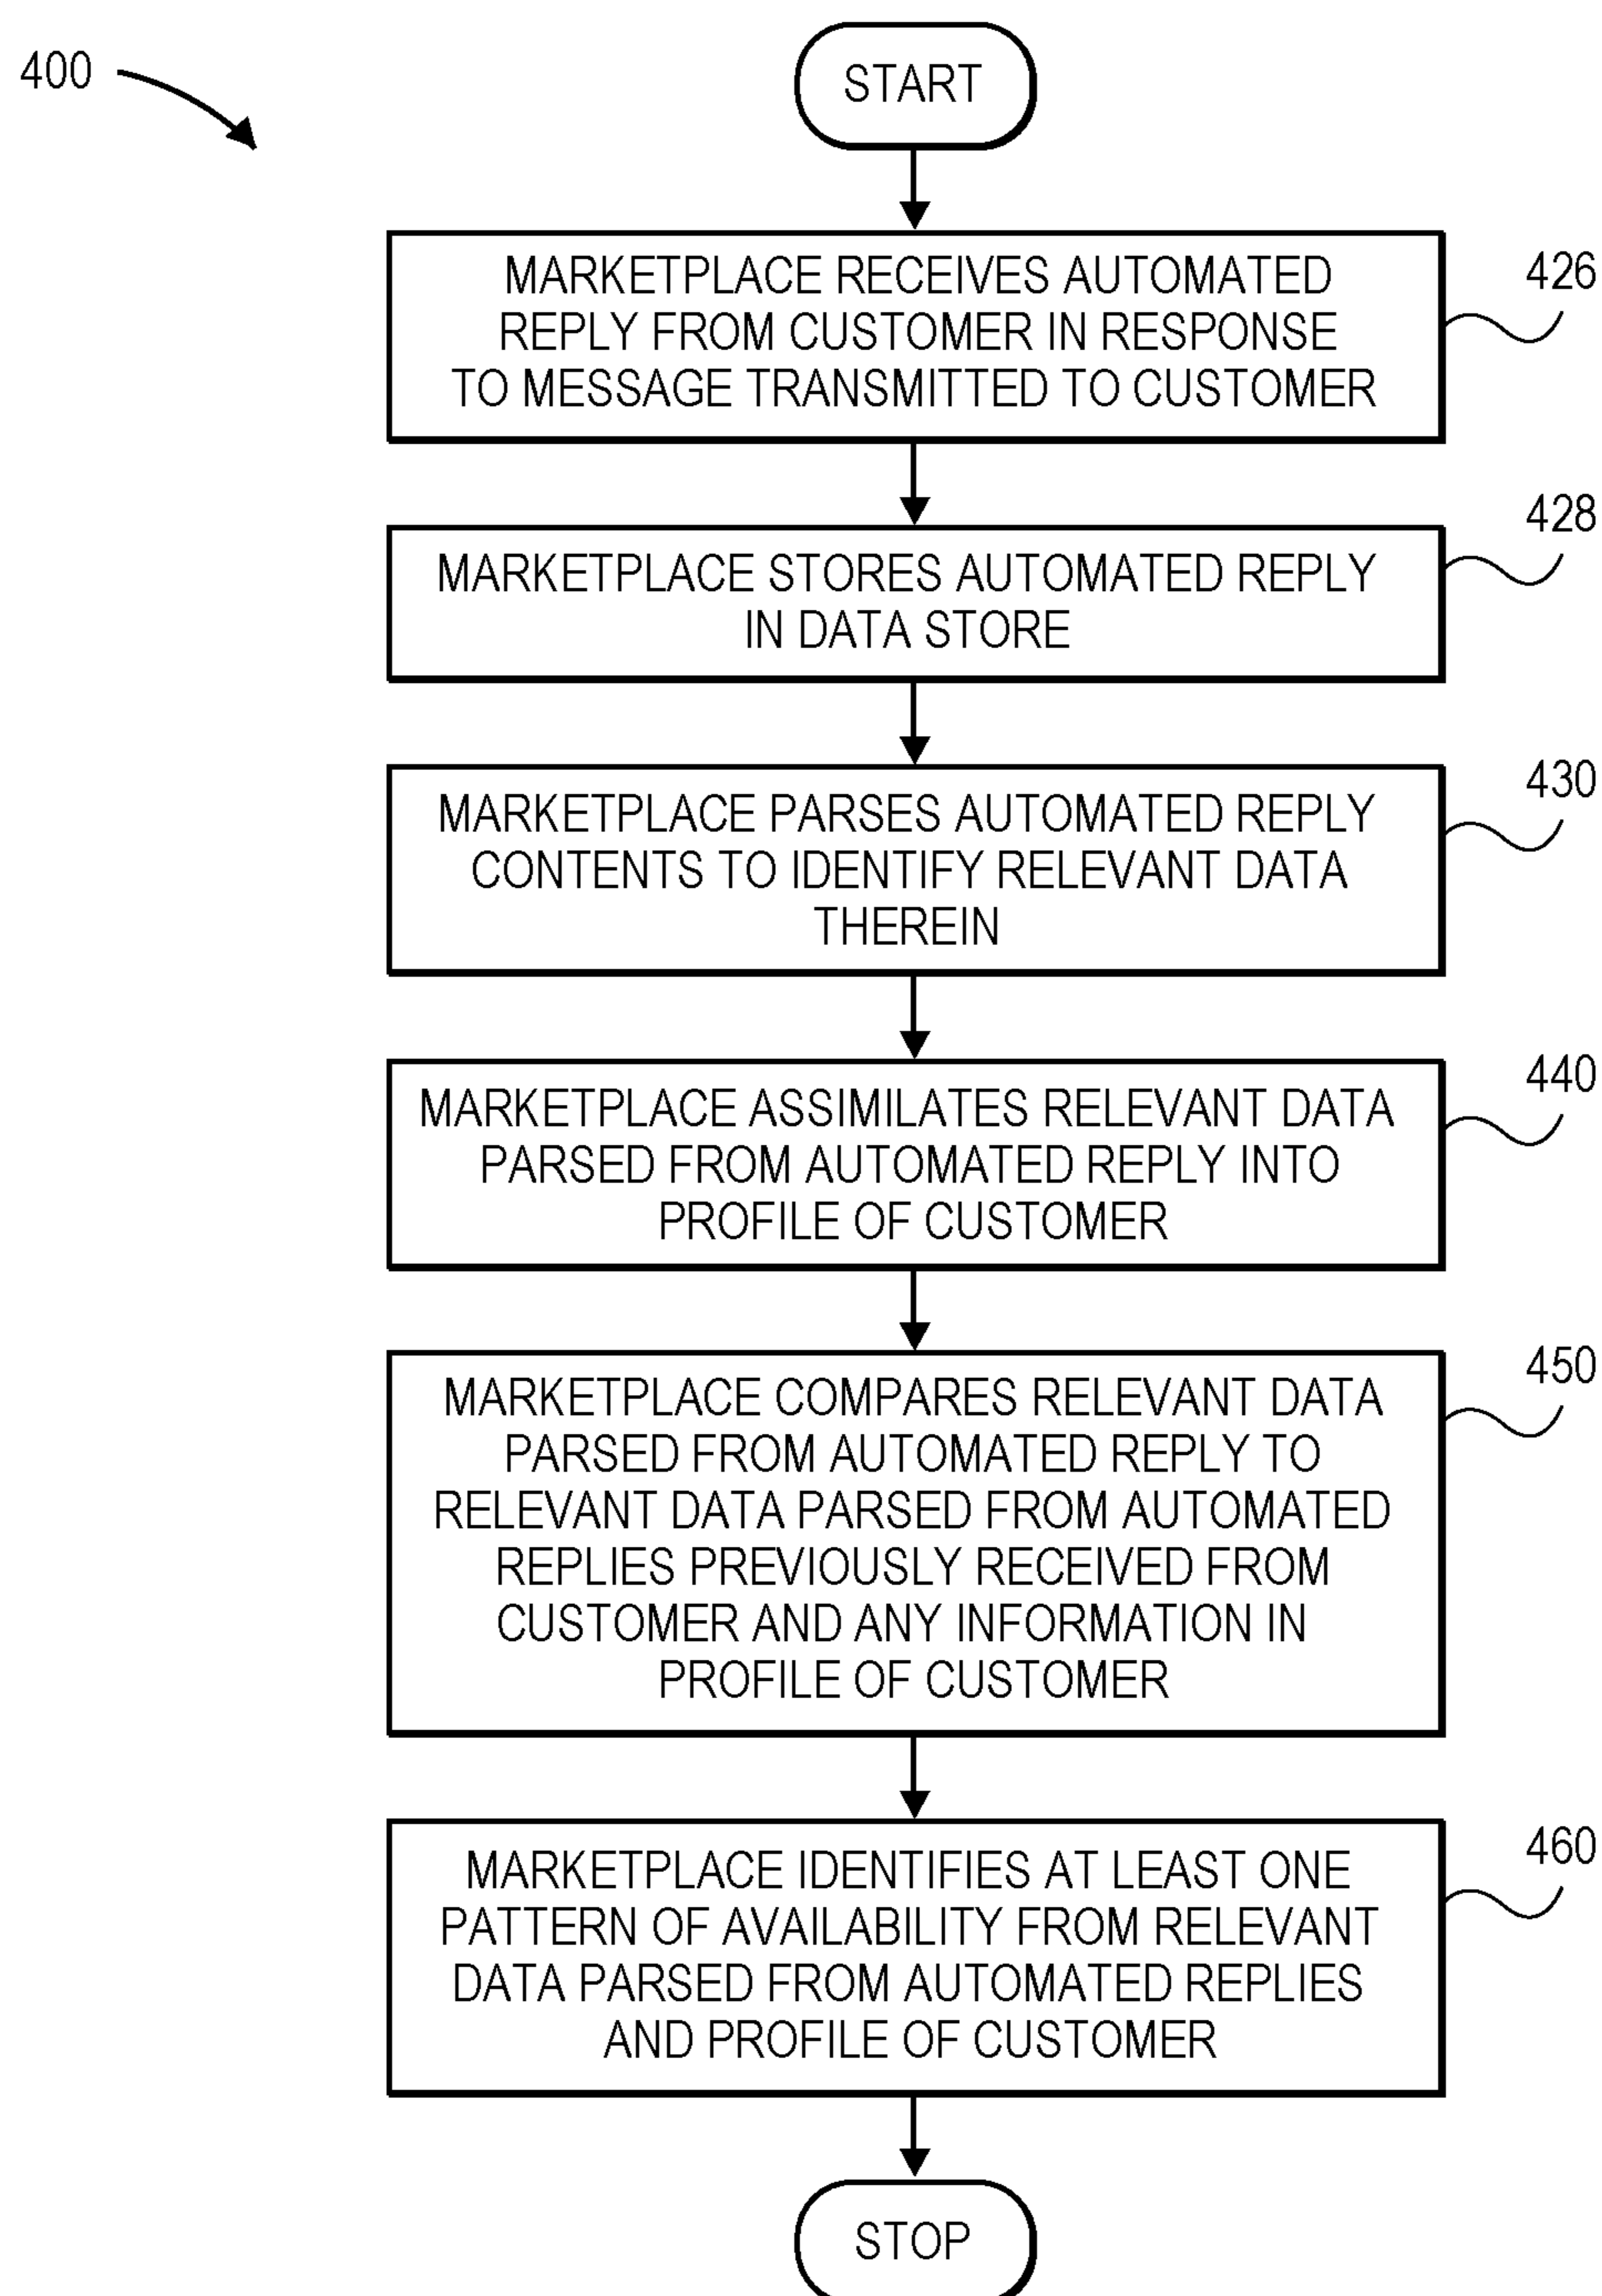 400
START
MARKETPLACE RECEIVES AUTOMATED
REPLY FROM CUSTOMER IN RESPONSE
TO MESSAGE TRANSMITTED TO CUSTOMER
426
MARKETPLACE STORES AUTOMATED REPLY
IN DATA STORE
428
MARKETPLACE PARSES AUTOMATED REPLY
CONTENTS TO IDENTIFY RELEVANT DATA
THEREIN
430
MARKETPLACE ASSIMILATES RELEVANT DATA
PARSED FROM AUTOMATED REPLY INTO
PROFILE OF CUSTOMER
440
MARKETPLACE COMPARES RELEVANT DATA
PARSED FROM AUTOMATED REPLY TO
RELEVANT DATA PARSED FROM AUTOMATED
REPLIES PREVIOUSLY RECEIVED FROM
CUSTOMER AND ANY INFORMATION IN
PROFILE OF CUSTOMER
450
MARKETPLACE IDENTIFIES AT LEAST ONE
PATTERN OF AVAILABILITY FROM RELEVANT
DATA PARSED FROM AUTOMATED REPLIES
AND PROFILE OF CUSTOMER
460
STOP